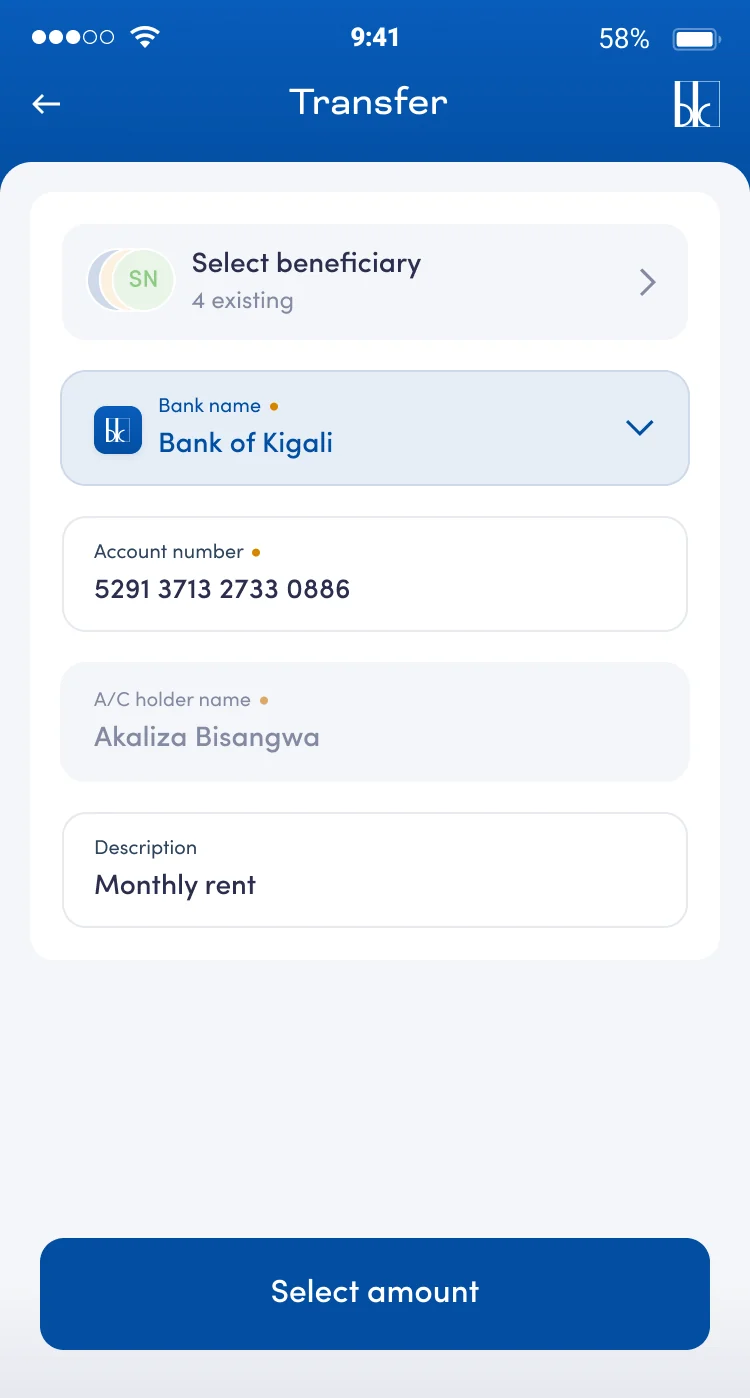 9:41
58%
Transfer
bk
SN
Select beneficiary
4 existing
bk
Bank name
Bank of Kigali
Account number
5291 3713 2733 0886
A/C holder name
Akaliza Bisangwa
Description
Monthly rent
Select amount